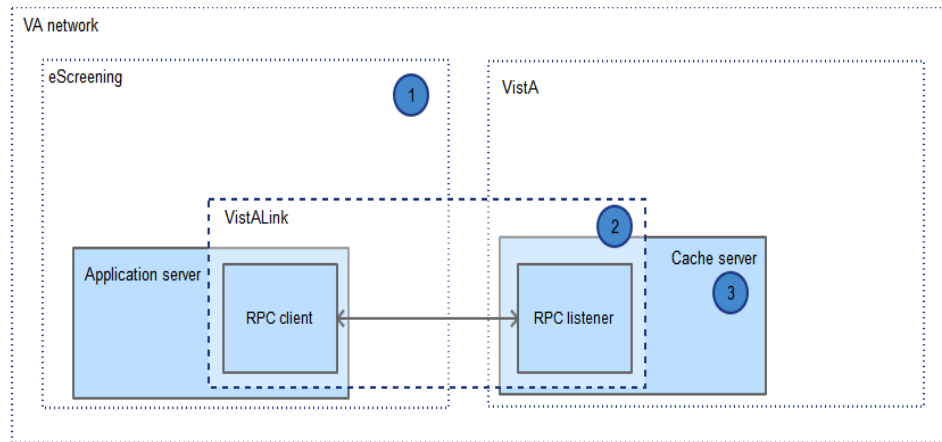 VA network
eScreening
1
VistA
VistALink
2
Application server
Cache server
3
RPC client
RPC listener